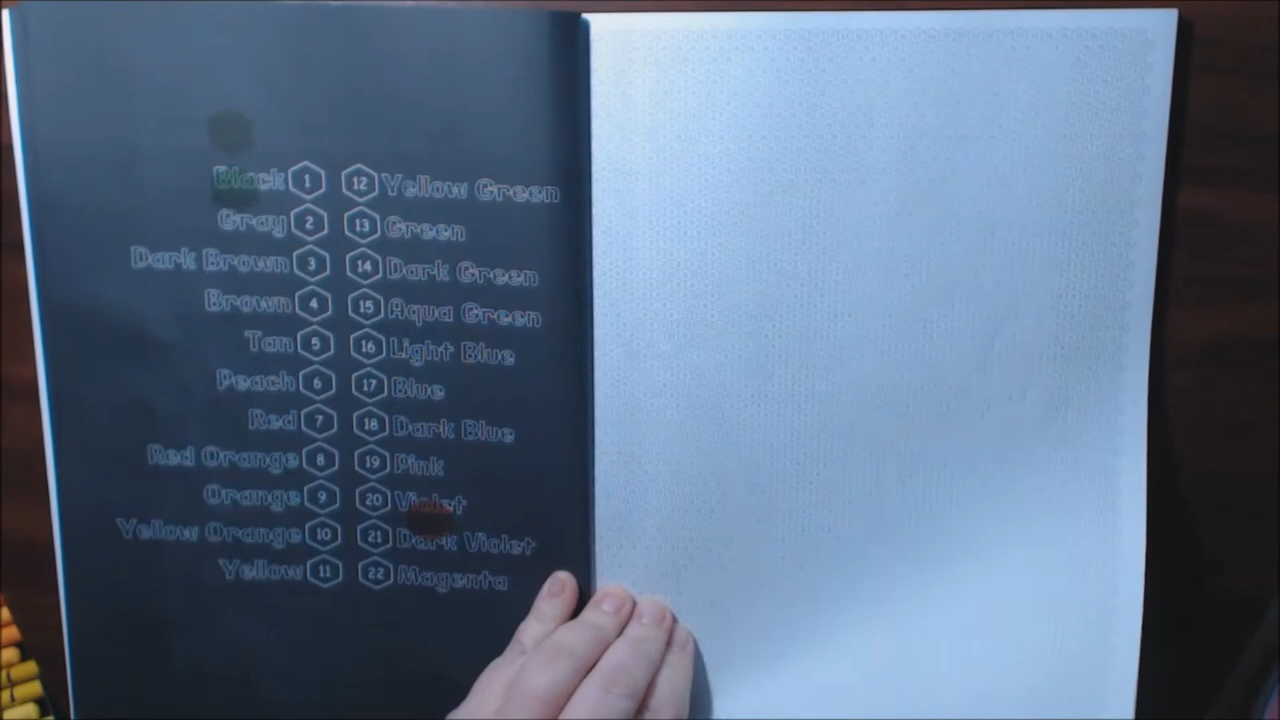 Black 1 12 Yellow Green
Gray 2 13 Green
Dark Brown 3 14 Dark Green
Brown 4 15 Aqua Green
Tan 5 16 Light Blue
Peach 6 17 Blue
Red 7 18 Dark Blue
Red Orange 8 19 Pink
Orange 9 20 Violet
Yellow Orange 10 21 Dark Violet
Yellow 11 22 Magenta